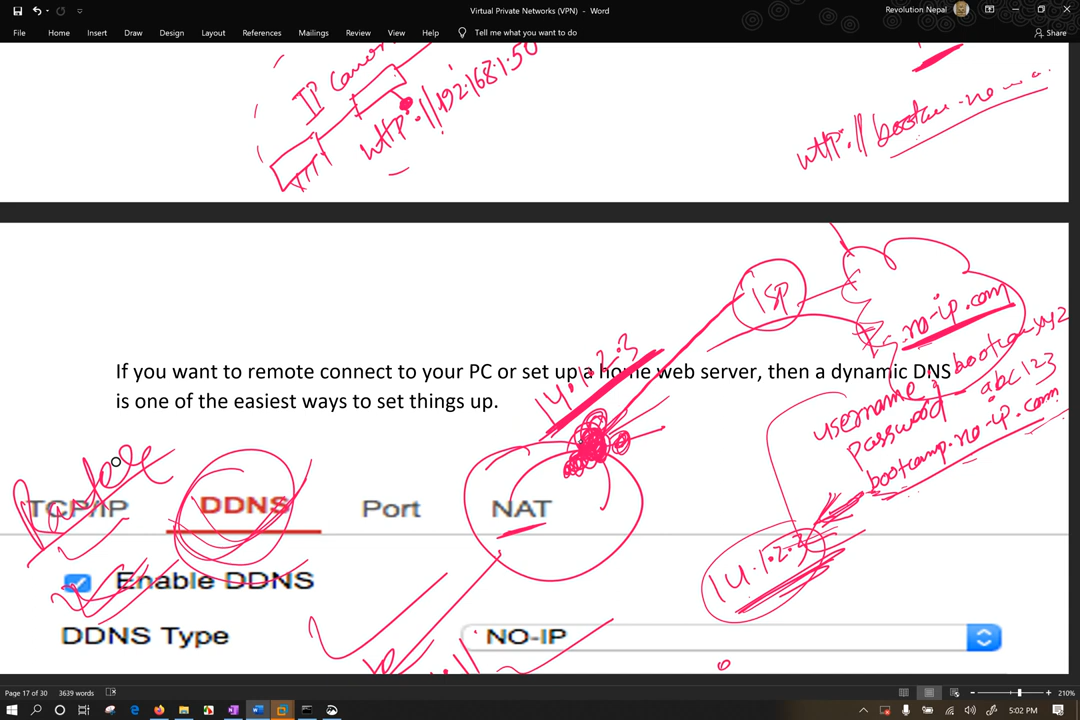 Virtual Private Networks (VPN) - Word
Revolution Nepal
File Home Insert Draw Design Layout References Mailings Review View Help Tell me what you want to do
Share
IP Camera
http://192.168.1.50
http://bootcam.no
ISP
no-ip.com
14.1.2.3
If you want to remote connect to your PC or set up a home web server, then a dynamic DNS
is one of the easiest ways to set things up.
username bootcamxyz
password - abc123
bootcamp.no-ip.com
14.1.2.3
TCP/IP DDNS Port NAT
Enable DDNS
DDNS Type NO-IP
Page 17 of 30 3639 words
210%
5:02 PM